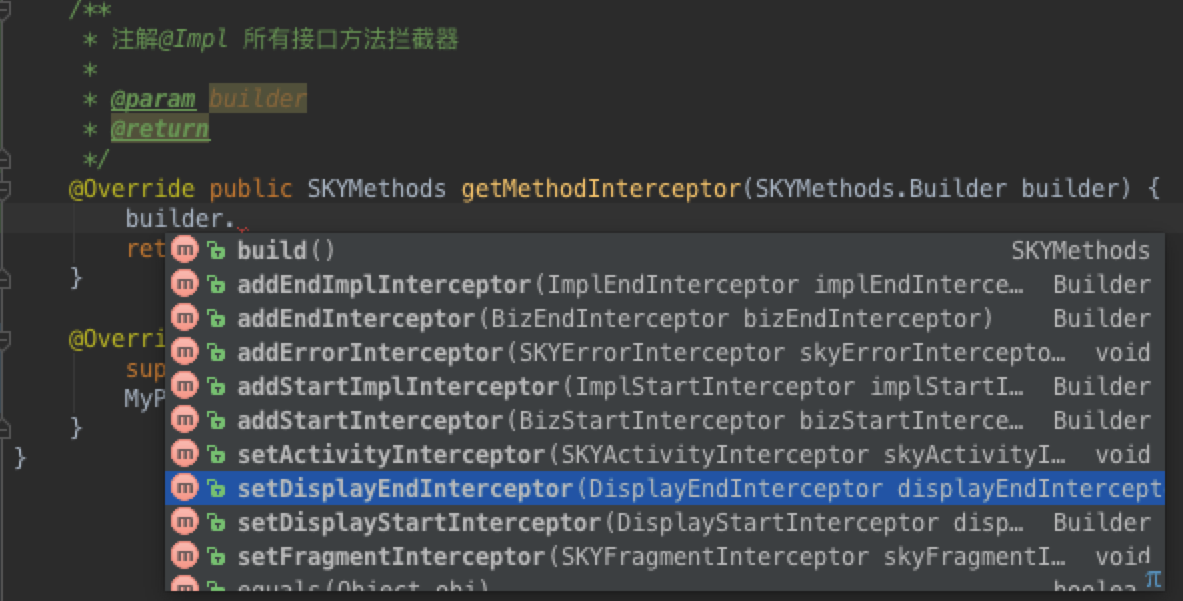 /**
* 注解@Impl 所有接口方法拦截器
*
* @param builder
* @return
*/
@Override public SKYMethods getMethodInterceptor(SKYMethods.Builder builder) {
builder.
ret
build() SKYMethods
addEndImplInterceptor(ImplEndInterceptor implEndInterce… Builder
}
addEndInterceptor(BizEndInterceptor bizEndInterceptor) Builder
@Overri
addErrorInterceptor(SKYErrorInterceptor skyErrorIntercepto… void
sup
addStartImplInterceptor(ImplStartInterceptor implStartI… Builder
MyP
addStartInterceptor(BizStartInterceptor bizStartInterce… Builder
}
setActivityInterceptor(SKYActivityInterceptor skyActivityI… void
}
setDisplayEndInterceptor(DisplayEndInterceptor displayEndIntercept
setDisplayStartInterceptor(DisplayStartInterceptor disp… Builder
setFragmentInterceptor(SKYFragmentInterceptor skyFragmentI… void
equals(Object obj) boolea
π